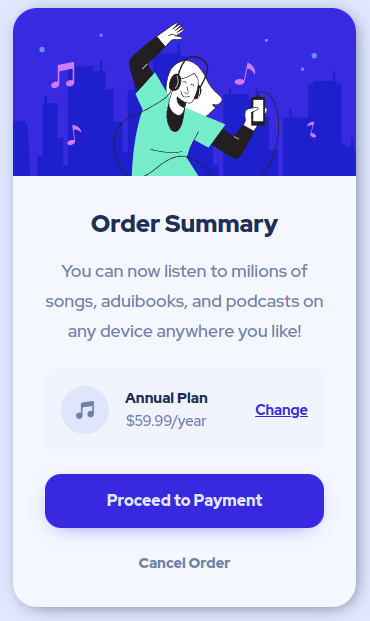 Order Summary
You can now listen to milions of
songs, aduibooks, and podcasts on
any device anywhere you like!
Annual Plan
$59.99/year
Change
Proceed to Payment
Cancel Order